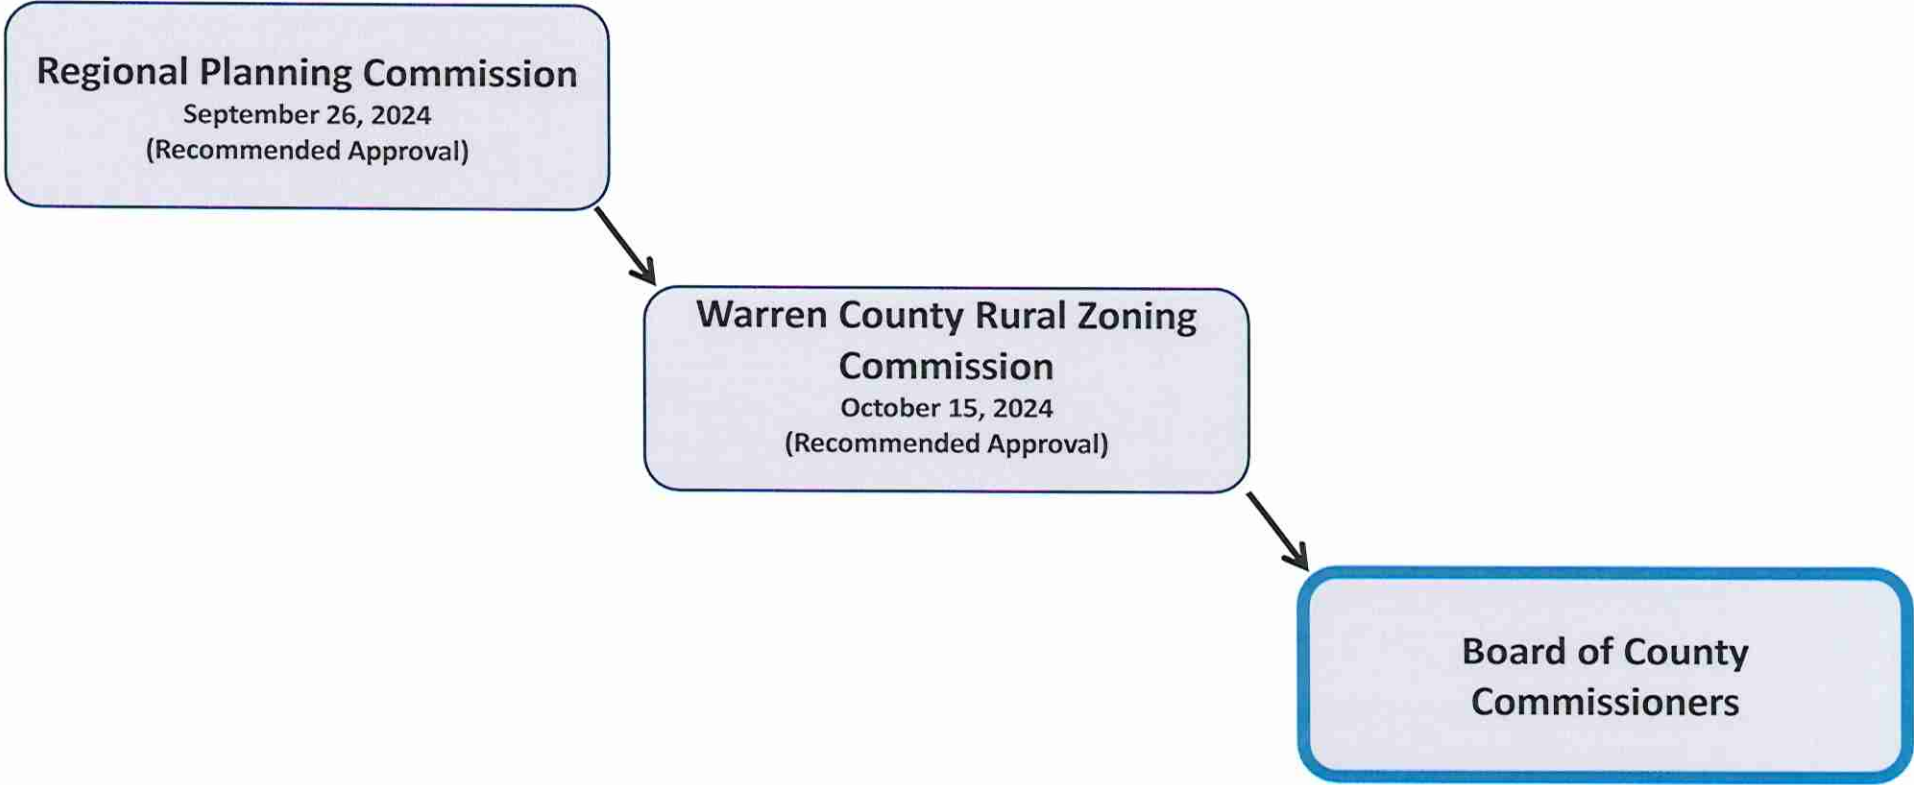 Regional Planning Commission
September 26, 2024
(Recommended Approval)
Warren County Rural Zoning
Commission
October 15, 2024
(Recommended Approval)
Board of County
Commissioners